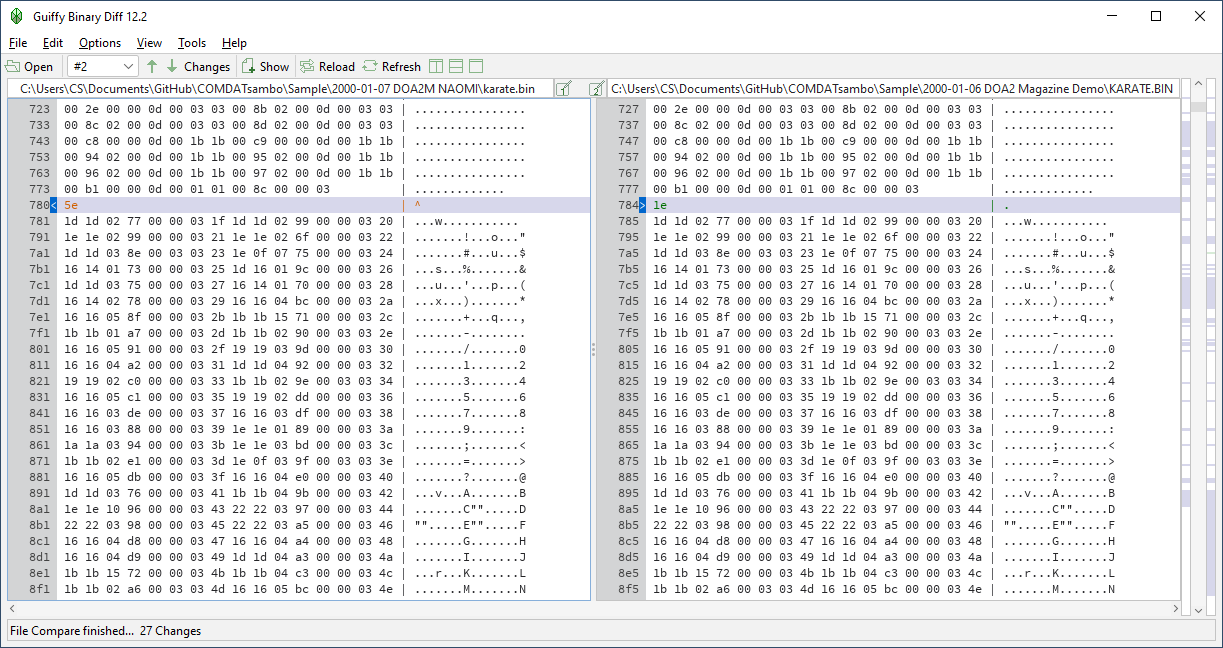 Guiffy Binary Diff 12.2
File Edit Options View Tools Help
Open #2 Changes Show Reload Refresh
C:\Users\CS\Documents\GitHub\COMDATsambo\Sample\2000-01-07 DOA2M NAOMI\karate.bin
723 00 2e 00 00 0d 00 03 03 00 8b 02 00 0d 00 03 03 | ................
733 00 8c 02 00 0d 00 03 03 00 8d 02 00 0d 00 03 03 | ................
743 00 c8 00 00 0d 00 1b 1b 00 c9 00 00 0d 00 1b 1b | ................
753 00 94 02 00 0d 00 1b 1b 00 95 02 00 0d 00 1b 1b | ................
763 00 96 02 00 0d 00 1b 1b 00 97 02 00 0d 00 1b 1b | ................
773 00 b1 00 00 0d 00 01 01 00 8c 00 00 03 | .............
780< 5e | ^
781 1d 1d 02 77 00 00 03 1f 1d 1d 02 99 00 00 03 20 | ...w...........
791 1e 1e 02 99 00 00 03 21 1e 1e 02 6f 00 00 03 22 | .......!...o..."
7a1 1d 1d 03 8e 00 03 03 23 1e 0f 07 75 00 00 03 24 | .......#...u...$
7b1 16 14 01 73 00 00 03 25 1d 16 01 9c 00 00 03 26 | ...s...%.......&
7c1 1d 1d 03 75 00 00 03 27 16 14 01 70 00 00 03 28 | ...u...'...p...(
7d1 16 14 02 78 00 00 03 29 16 16 04 bc 00 00 03 2a | ...x...).......*
7e1 16 16 05 8f 00 00 03 2b 1b 1b 15 71 00 00 03 2c | .......+...q...,
7f1 1b 1b 01 a7 00 00 03 2d 1b 1b 02 90 00 00 03 2e | .......-........
801 16 16 05 91 00 00 03 2f 19 19 03 9d 00 00 03 30 | ......./.......0
811 16 16 04 a2 00 00 03 31 1d 1d 04 92 00 00 03 32 | .......1.......2
821 19 19 02 c0 00 00 03 33 1b 1b 02 9e 00 03 03 34 | .......3.......4
831 16 16 05 c1 00 00 03 35 19 19 02 dd 00 00 03 36 | .......5.......6
841 16 16 03 de 00 00 03 37 16 16 03 df 00 00 03 38 | .......7.......8
851 16 16 03 88 00 00 03 39 1e 1e 01 89 00 00 03 3a | .......9.......:
861 1a 1a 03 94 00 00 03 3b 1e 1e 03 bd 00 00 03 3c | .......;.......<
871 1b 1b 02 e1 00 00 03 3d 1e 0f 03 9f 00 03 03 3e | .......=.......>
881 16 16 05 db 00 00 03 3f 16 16 04 e0 00 00 03 40 | .......?.......@
891 1d 1d 03 76 00 00 03 41 1b 1b 04 9b 00 00 03 42 | ...v...A.......B
8a1 1e 1e 10 96 00 00 03 43 22 22 03 97 00 00 03 44 | .......C"".....D
8b1 22 22 03 98 00 00 03 45 22 22 03 a5 00 00 03 46 | "".....E"".....F
8c1 16 16 04 d8 00 00 03 47 16 16 04 a4 00 00 03 48 | .......G.......H
8d1 16 16 04 d9 00 00 03 49 1d 1d 04 a3 00 00 03 4a | .......I.......J
8e1 1b 1b 15 72 00 00 03 4b 1b 1b 04 c3 00 00 03 4c | ...r...K.......L
8f1 1b 1b 02 a6 00 03 03 4d 16 16 05 bc 00 00 03 4e | .......M.......N
C:\Users\CS\Documents\GitHub\COMDATsambo\Sample\2000-01-06 DOA2 Magazine Demo\KARATE.BIN
727 00 2e 00 00 0d 00 03 03 00 8b 02 00 0d 00 03 03 | ................
737 00 8c 02 00 0d 00 03 03 00 8d 02 00 0d 00 03 03 | ................
747 00 c8 00 00 0d 00 1b 1b 00 c9 00 00 0d 00 1b 1b | ................
757 00 94 02 00 0d 00 1b 1b 00 95 02 00 0d 00 1b 1b | ................
767 00 96 02 00 0d 00 1b 1b 00 97 02 00 0d 00 1b 1b | ................
777 00 b1 00 00 0d 00 01 01 00 8c 00 00 03 | .............
784> 1e | .
785 1d 1d 02 77 00 00 03 1f 1d 1d 02 99 00 00 03 20 | ...w...........
795 1e 1e 02 99 00 00 03 21 1e 1e 02 6f 00 00 03 22 | .......!...o..."
7a5 1d 1d 03 8e 00 03 03 23 1e 0f 07 75 00 00 03 24 | .......#...u...$
7b5 16 14 01 73 00 00 03 25 1d 16 01 9c 00 00 03 26 | ...s...%.......&
7c5 1d 1d 03 75 00 00 03 27 16 14 01 70 00 00 03 28 | ...u...'...p...(
7d5 16 14 02 78 00 00 03 29 16 16 04 bc 00 00 03 2a | ...x...).......*
7e5 16 16 05 8f 00 00 03 2b 1b 1b 15 71 00 00 03 2c | .......+...q...,
7f5 1b 1b 01 a7 00 00 03 2d 1b 1b 02 90 00 00 03 2e | .......-........
805 16 16 05 91 00 00 03 2f 19 19 03 9d 00 00 03 30 | ......./.......0
815 16 16 04 a2 00 00 03 31 1d 1d 04 92 00 00 03 32 | .......1.......2
825 19 19 02 c0 00 00 03 33 1b 1b 02 9e 00 03 03 34 | .......3.......4
835 16 16 05 c1 00 00 03 35 19 19 02 dd 00 00 03 36 | .......5.......6
845 16 16 03 de 00 00 03 37 16 16 03 df 00 00 03 38 | .......7.......8
855 16 16 03 88 00 00 03 39 1e 1e 01 89 00 00 03 3a | .......9.......:
865 1a 1a 03 94 00 00 03 3b 1e 1e 03 bd 00 00 03 3c | .......;.......<
875 1b 1b 02 e1 00 00 03 3d 1e 0f 03 9f 00 03 03 3e | .......=.......>
885 16 16 05 db 00 00 03 3f 16 16 04 e0 00 00 03 40 | .......?.......@
895 1d 1d 03 76 00 00 03 41 1b 1b 04 9b 00 00 03 42 | ...v...A.......B
8a5 1e 1e 10 96 00 00 03 43 22 22 03 97 00 00 03 44 | .......C"".....D
8b5 22 22 03 98 00 00 03 45 22 22 03 a5 00 00 03 46 | "".....E"".....F
8c5 16 16 04 d8 00 00 03 47 16 16 04 a4 00 00 03 48 | .......G.......H
8d5 16 16 04 d9 00 00 03 49 1d 1d 04 a3 00 00 03 4a | .......I.......J
8e5 1b 1b 15 72 00 00 03 4b 1b 1b 04 c3 00 00 03 4c | ...r...K.......L
8f5 1b 1b 02 a6 00 03 03 4d 16 16 05 bc 00 00 03 4e | .......M.......N
File Compare finished... 27 Changes